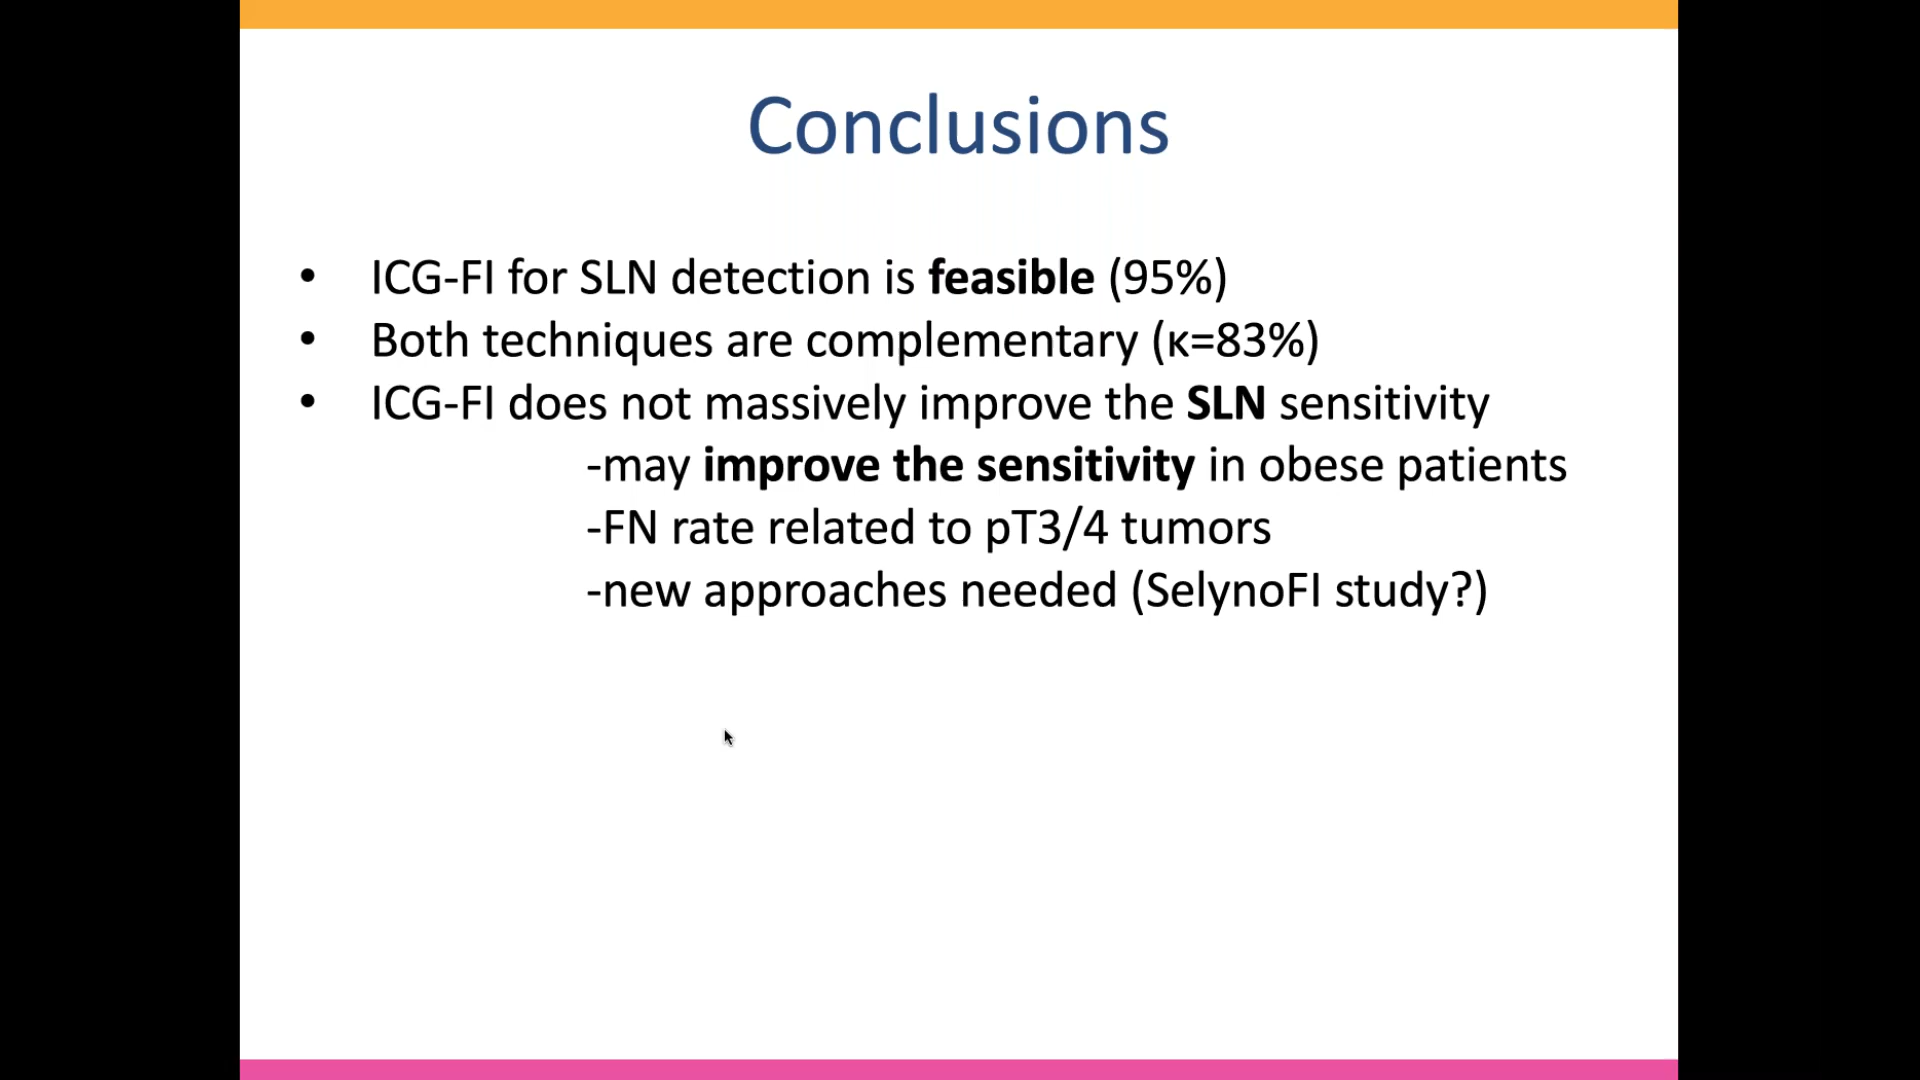 Conclusions
• ICG-FI for SLN detection is feasible (95%)
• Both techniques are complementary (κ=83%)
• ICG-FI does not massively improve the SLN sensitivity
-may improve the sensitivity in obese patients
-FN rate related to pT3/4 tumors
-new approaches needed (SelynoFI study?)